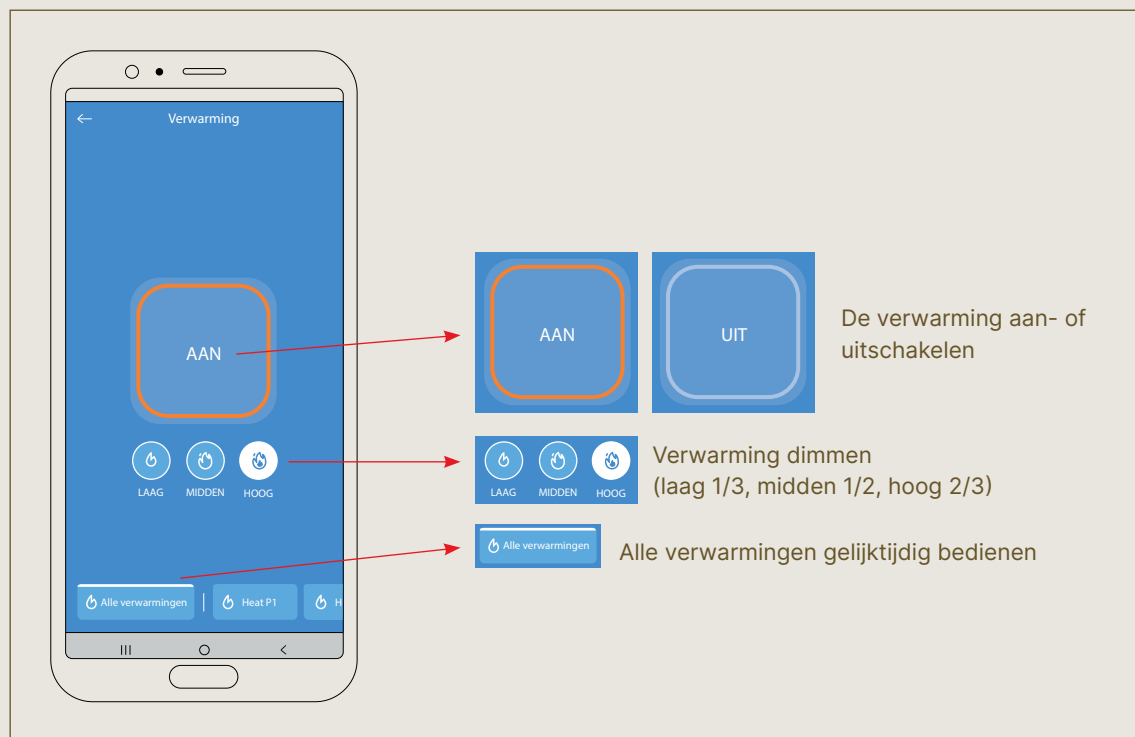 Verwarming
AAN
LAAG MIDDEN HOOG
Alle verwarmingen Heat P1 H
AAN UIT
De verwarming aan- of
uitschakelen
LAAG MIDDEN HOOG
Verwarming dimmen
(laag 1/3, midden 1/2, hoog 2/3)
Alle verwarmingen
Alle verwarmingen gelijktijdig bedienen